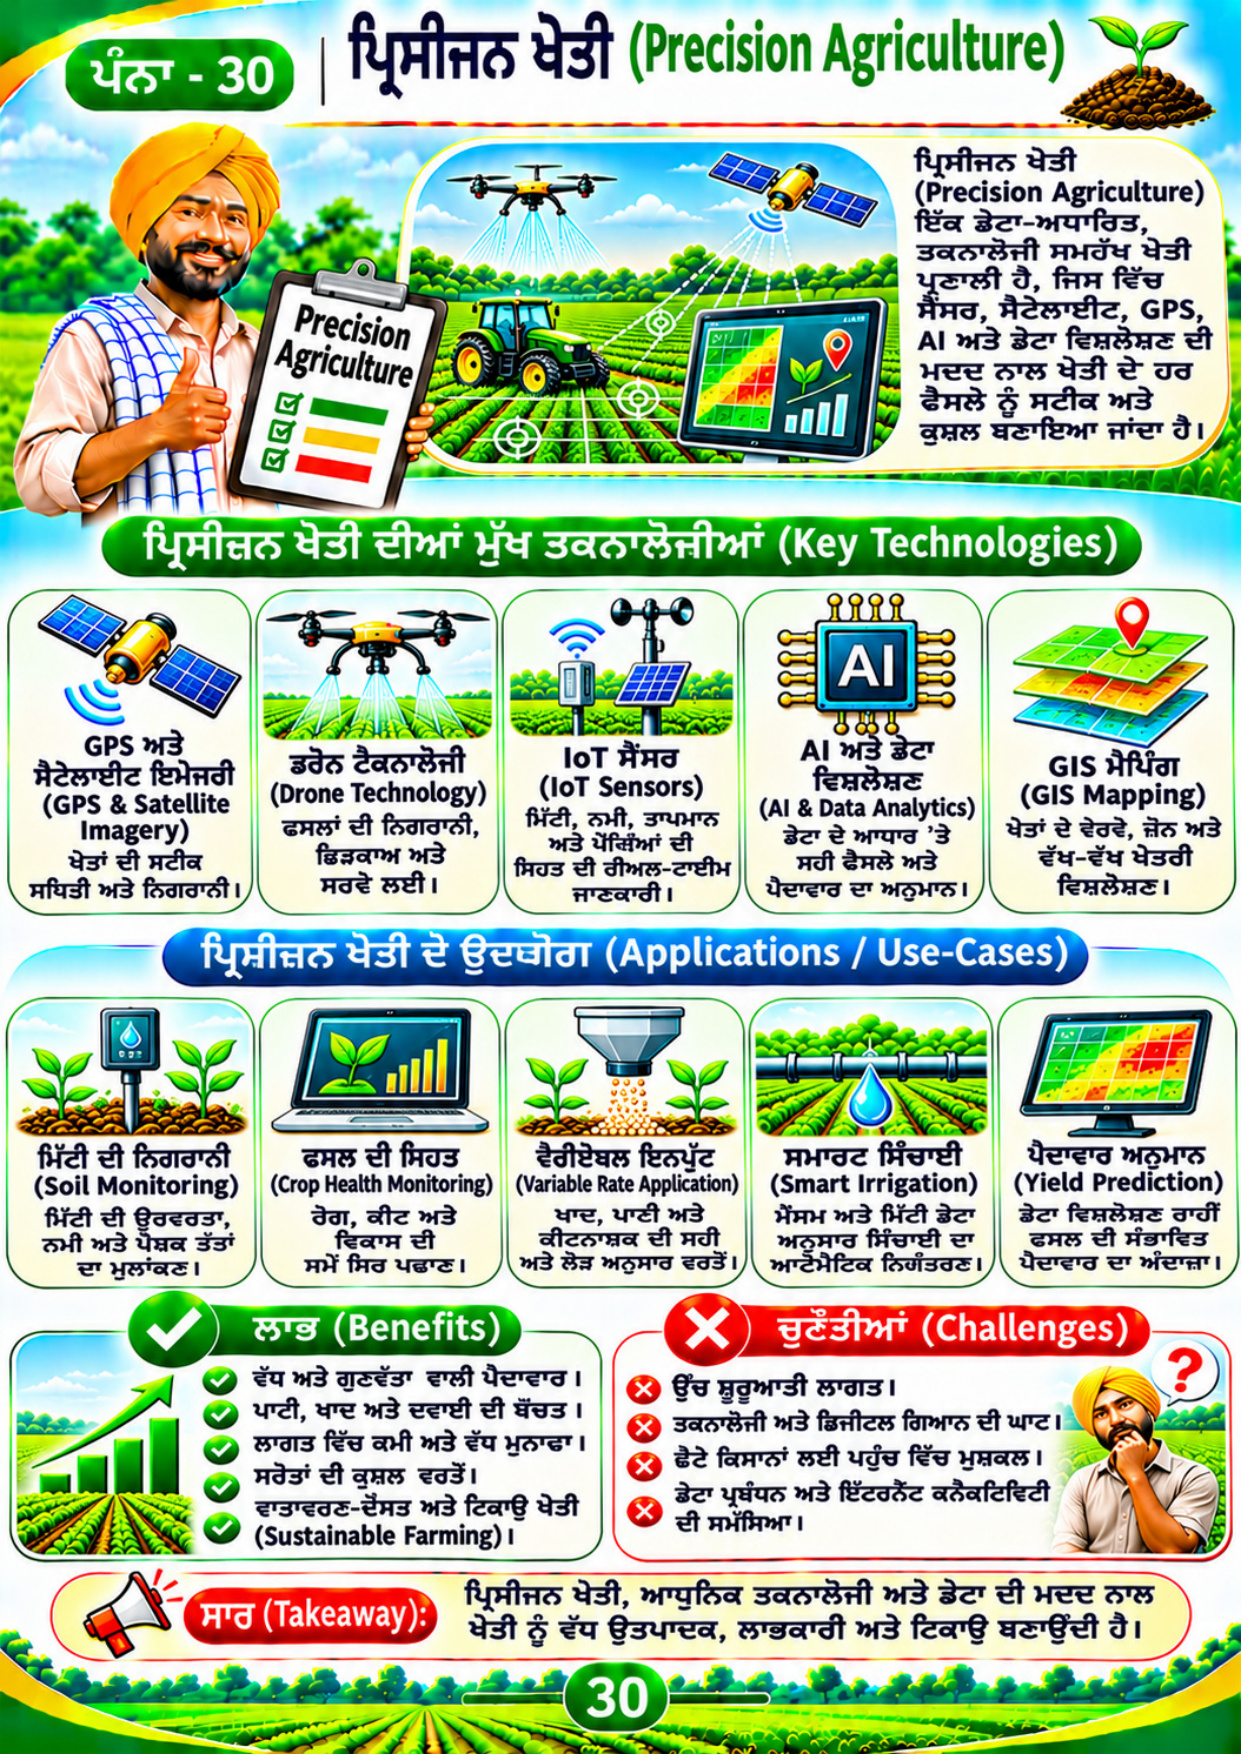 ਪੰਨਾ - 30
ਪ੍ਰਿਸੀਜਨ ਖੇਤੀ (Precision Agriculture)
Precision
Agriculture
ਪ੍ਰਿਸੀਜਨ ਖੇਤੀ
(Precision Agriculture)
ਇੱਕ ਡੇਟਾ-ਅਧਾਰਿਤ,
ਤਕਨਾਲੋਜੀ ਸਮਰੱਖ ਖੇਤੀ
ਪ੍ਰਣਾਲੀ ਹੈ, ਜਿਸ ਵਿੱਚ
ਸੈਂਸਰ, ਸੈਟੇਲਾਈਟ, GPS,
AI ਅਤੇ ਡੇਟਾ ਵਿਸ਼ਲੇਸ਼ਣ ਦੀ
ਮਦਦ ਨਾਲ ਖੇਤੀ ਦੇ ਹਰ
ਫੈਸਲੇ ਨੂੰ ਸਟੀਕ ਅਤੇ
ਕੁਸ਼ਲ ਬਣਾਇਆ ਜਾਂਦਾ ਹੈ।
ਪ੍ਰਿਸੀਜ਼ਨ ਖੇਤੀ ਦੀਆਂ ਮੁੱਖ ਤਕਨਾਲੋਜੀਆਂ (Key Technologies)
AI
GPS ਅਤੇ
ਸੈਟੇਲਾਈਟ ਇਮੇਜਰੀ
(GPS & Satellite
Imagery)
ਖੇਤਾਂ ਦੀ ਸਟੀਕ
ਸਥਿਤੀ ਅਤੇ ਨਿਗਰਾਨੀ।
ਡਰੋਨ ਟੈਕਨਾਲੋਜੀ
(Drone Technology)
ਫਸਲਾਂ ਦੀ ਨਿਗਰਾਨੀ,
ਛਿੜਕਾਅ ਅਤੇ
ਸਰਵੇ ਲਈ।
IoT ਸੈਂਸਰ
(IoT Sensors)
ਮਿੱਟੀ, ਨਮੀ, ਤਾਪਮਾਨ
ਅਤੇ ਦੀ
ਸਿਹਤ ਦੀ ਰੀਅਲ-ਟਾਈਮ
ਜਾਣਕਾਰੀ।
AI ਅਤੇ ਡੇਟਾ
ਵਿਸ਼ਲੇਸ਼ਣ
(AI & Data Analytics)
ਡੇਟਾ ਦੇ ਆਧਾਰ ’ਤੇ
ਸਹੀ ਫੈਸਲੇ ਅਤੇ
ਪੈਦਾਵਾਰ ਦਾ ਅਨੁਮਾਨ।
GIS ਮੈਪਿੰਗ
(GIS Mapping)
ਖੇਤਾਂ ਦੇ ਵੇਰਵੇ, ਜ਼ੋਨ ਅਤੇ
ਵੱਖ-ਵੱਖ ਖੇਤਰੀ
ਵਿਸ਼ਲੇਸ਼ਣ।
ਪ੍ਰਿਸੀਜ਼ਨ ਖੇਤੀ ਦੇ (Applications / Use-Cases)
ਮਿੱਟੀ ਦੀ ਨਿਗਰਾਨੀ
(Soil Monitoring)
ਮਿੱਟੀ ਦੀ ਉਰਵਰਤਾ,
ਨਮੀ ਅਤੇ ਪੋਸ਼ਕ ਤੱਤਾਂ
ਦਾ ਮੁਲਾਂਕਣ।
ਫਸਲ ਦੀ ਸਿਹਤ
(Crop Health Monitoring)
ਰੋਗ, ਕੀਟ ਅਤੇ
ਵਿਕਾਸ ਦੀ
ਸਮੇਂ ਸਿਰ ਪਛਾਣ।
ਵੈਰੀਏਬਲ ਇਨਪੁੱਟ
(Variable Rate Application)
ਖਾਦ, ਪਾਣੀ ਅਤੇ
ਕੀਟਨਾਸ਼ਕ ਦੀ ਸਹੀ
ਅਤੇ ਲੋੜ ਅਨੁਸਾਰ ਵਰਤੋਂ।
ਸਮਾਰਟ ਸਿੰਚਾਈ
(Smart Irrigation)
ਮੌਸਮ ਅਤੇ ਮਿੱਟੀ ਡੇਟਾ
ਅਨੁਸਾਰ ਸਿੰਚਾਈ ਦਾ
ਆਟੋਮੈਟਿਕ ਨਿਯੰਤਰਣ।
ਪੈਦਾਵਾਰ ਅਨੁਮਾਨ
(Yield Prediction)
ਡੇਟਾ ਵਿਸ਼ਲੇਸ਼ਣ ਰਾਹੀਂ
ਫਸਲ ਦੀ ਸੰਭਾਵਿਤ
ਪੈਦਾਵਾਰ ਦਾ ਅੰਦਾਜ਼ਾ।
ਲਾਭ (Benefits)
ਵੱਧ ਅਤੇ ਗੁਣਵੱਤਾ ਵਾਲੀ ਪੈਦਾਵਾਰ।
ਪਾਣੀ, ਖਾਦ ਅਤੇ ਦਵਾਈ ਦੀ ਬੱਚਤ।
ਲਾਗਤ ਵਿੱਚ ਕਮੀ ਅਤੇ ਵੱਧ ਮੁਨਾਫਾ।
ਸਰੋਤਾਂ ਦੀ ਕੁਸ਼ਲ ਵਰਤੋਂ।
ਵਾਤਾਵਰਣ-ਦੋਸਤ ਅਤੇ ਟਿਕਾਊ ਖੇਤੀ
(Sustainable Farming)।
ਚੁਣੌਤੀਆਂ (Challenges)
ਉੱਚ ਸ਼ੁਰੂਆਤੀ ਲਾਗਤ।
ਤਕਨਾਲੋਜੀ ਅਤੇ ਡਿਜੀਟਲ ਗਿਆਨ ਦੀ ਘਾਟ।
ਛੋਟੇ ਕਿਸਾਨਾਂ ਲਈ ਪਹੁੰਚ ਵਿੱਚ ਮੁਸ਼ਕਲ।
ਡੇਟਾ ਪ੍ਰਬੰਧਨ ਅਤੇ ਇੰਟਰਨੈੱਟ ਕਨੈਕਟਿਵਿਟੀ
ਦੀ ਸਮੱਸਿਆ।
?
ਸਾਰ (Takeaway):
ਪ੍ਰਿਸੀਜਨ ਖੇਤੀ, ਆਧੁਨਿਕ ਤਕਨਾਲੋਜੀ ਅਤੇ ਡੇਟਾ ਦੀ ਮਦਦ ਨਾਲ
ਖੇਤੀ ਨੂੰ ਵੱਧ ਉਤਪਾਦਕ, ਲਾਭਕਾਰੀ ਅਤੇ ਟਿਕਾਊ ਬਣਾਉਂਦੀ ਹੈ।
30